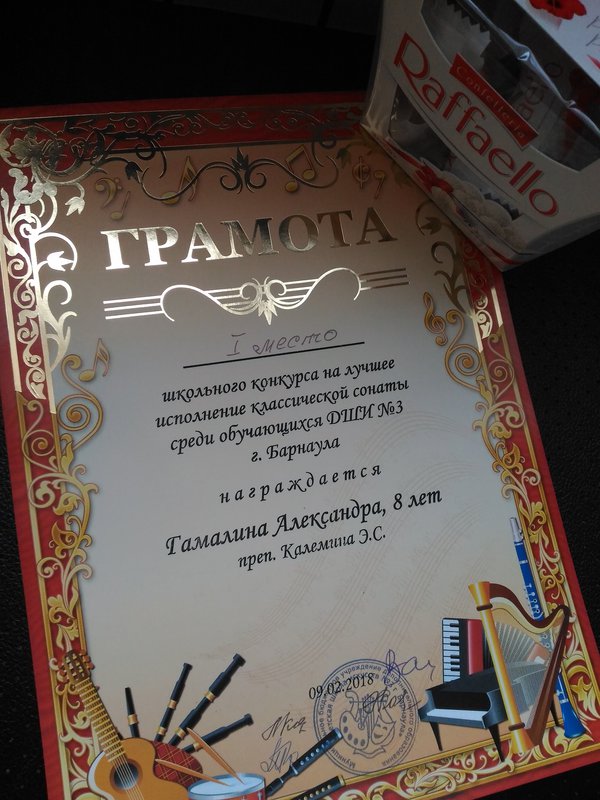 Confetteria
Raffaello
ГРАМОТА
I место
школьного конкурса на лучшее
исполнение классической сонаты
среди обучающихся ДШИ №3
г. Барнаула
награждается
Гамалина Александра, 8 лет
преп. Калемина Э.С.
09.02.2018